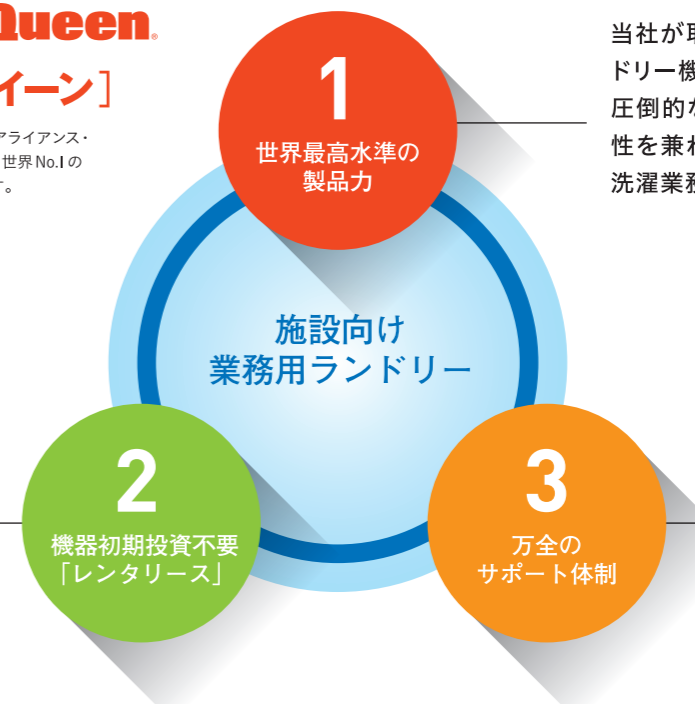 Queen®
イーン］
アライアンス・
世界No.1の
す。
当社が
ドリー機
圧倒的な
性を兼
洗濯業務
1
世界最高水準の
製品力
施設向け
業務用ランドリー
2
機器初期投資不要
「レンタリース」
3
万全の
サポート体制